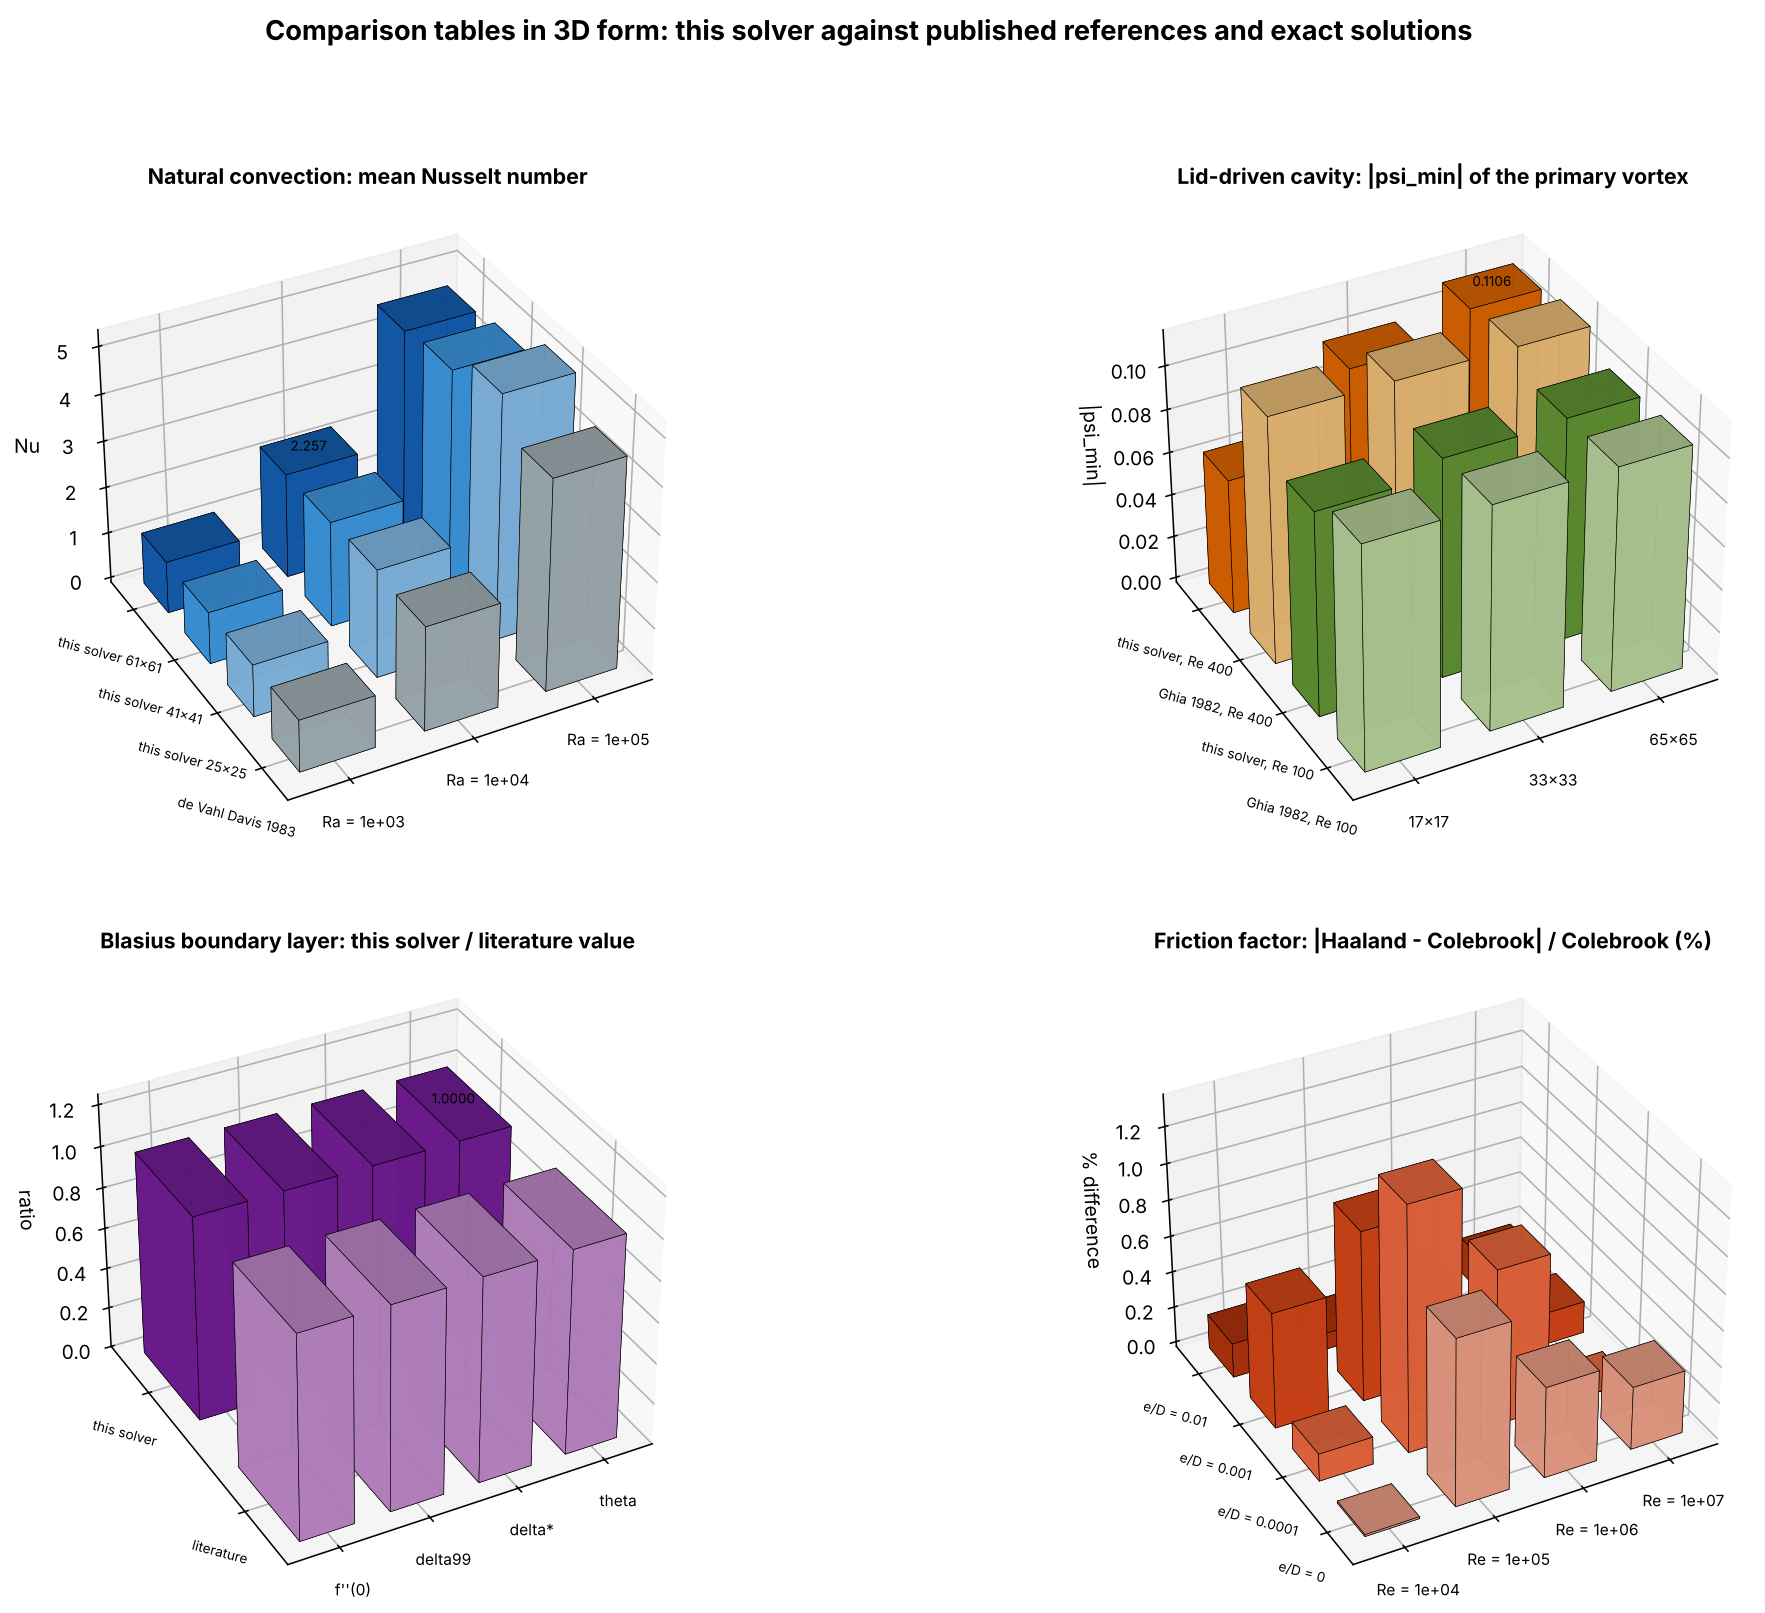 Comparison tables in 3D form: this solver against published references and exact solutions
Natural convection: mean Nusselt number
5
4
3
2
1
0
Nu
2.257
this solver 61×61
this solver 41×41
this solver 25×25
de Vahl Davis 1983
Ra = 1e+03
Ra = 1e+04
Ra = 1e+05
Lid-driven cavity: |psi_min| of the primary vortex
0.10
0.08
0.06
0.04
0.02
0.00
|psi_min|
0.1106
this solver, Re 400
Ghia 1982, Re 400
this solver, Re 100
Ghia 1982, Re 100
17×17
33×33
65×65
Blasius boundary layer: this solver / literature value
1.2
1.0
0.8
0.6
0.4
0.2
0.0
ratio
1.0000
this solver
literature
f''(0)
delta99
delta*
theta
Friction factor: |Haaland - Colebrook| / Colebrook (%)
1.2
1.0
0.8
0.6
0.4
0.2
0.0
% difference
e/D = 0.01
e/D = 0.001
e/D = 0.0001
e/D = 0
Re = 1e+04
Re = 1e+05
Re = 1e+06
Re = 1e+07